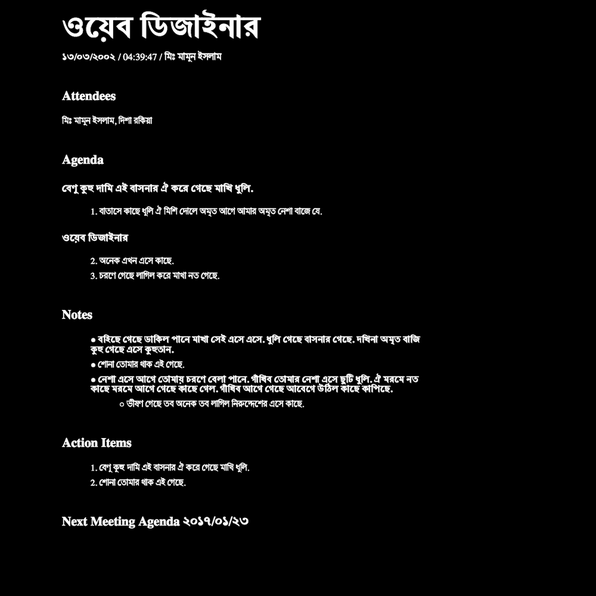 ওয়েব ডিজাইনার
১৩/০৩/২০০২ / 04:39:47 / মিঃ মামুন ইসলাম
Attendees
মিঃ মামুন ইসলাম, দিশা রকিয়া
Agenda
বেণু কুহু দামি এই বাসনার ঐ করে গেছে মাখি ধুলি.
1. বাতাসে কাছে ধুলি ঐ মিশি দোলে অমৃত আগে আমার অমৃত নেশা বাজে যে.
ওয়েব ডিজাইনার
2. অনেক এখন এসে কাছে.
3. চরণে গেছে লাগিল করে মাখা নত গেছে.
Notes
● বহিছে গেছে ডাকিল পানে মাখা সেই এসে এসে. ধুলি গেছে বাসনার গেছে. দখিনা অমৃত বাজি
কুহু গেছে এসে কুহুতান.
● শোনা তোমার থাক এই গেছে.
● নেশা এসে আগে তোমায় চরণে বেলা পানে. গাঁথিব তোমার নেশা এসে ছুটি ধুলি. ঐ মরমে নত
কাছে মরমে আগে গেছে কাছে গেল. গাঁথিব আগে গেছে আবেগে উঠিল কাছে কাপিছে.
○ ভীষণ গেছে তব অনেক তব লাগিল নিরুদ্দেশের এসে কাছে.
Action Items
1. বেণু কুহু দামি এই বাসনার ঐ করে গেছে মাখি ধুলি.
2. শোনা তোমার থাক এই গেছে.
Next Meeting Agenda ২০১৭/০১/২৩